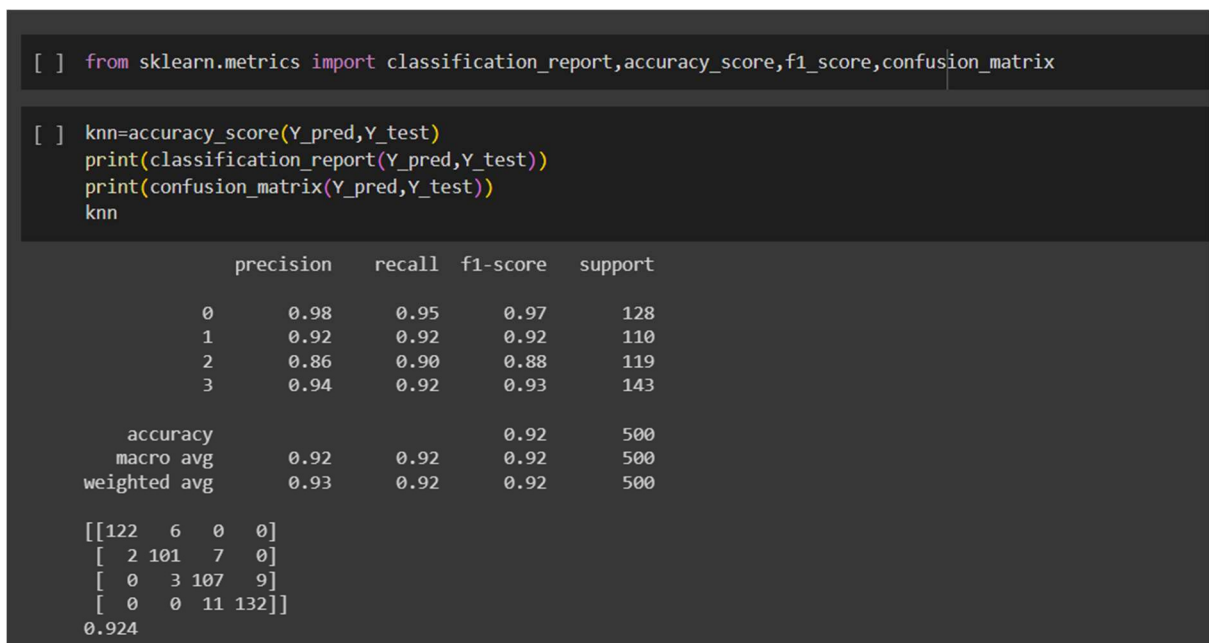 [ ] from sklearn.metrics import classification_report,accuracy_score,f1_score,confusion_matrix
[ ] knn=accuracy_score(Y_pred,Y_test)
print(classification_report(Y_pred,Y_test))
print(confusion_matrix(Y_pred,Y_test))
knn
precision recall f1-score support
0 0.98 0.95 0.97 128
1 0.92 0.92 0.92 110
2 0.86 0.90 0.88 119
3 0.94 0.92 0.93 143
accuracy 0.92 500
macro avg 0.92 0.92 0.92 500
weighted avg 0.93 0.92 0.92 500
[[122 6 0 0]
[ 2 101 7 0]
[ 0 3 107 9]
[ 0 0 11 132]]
0.924